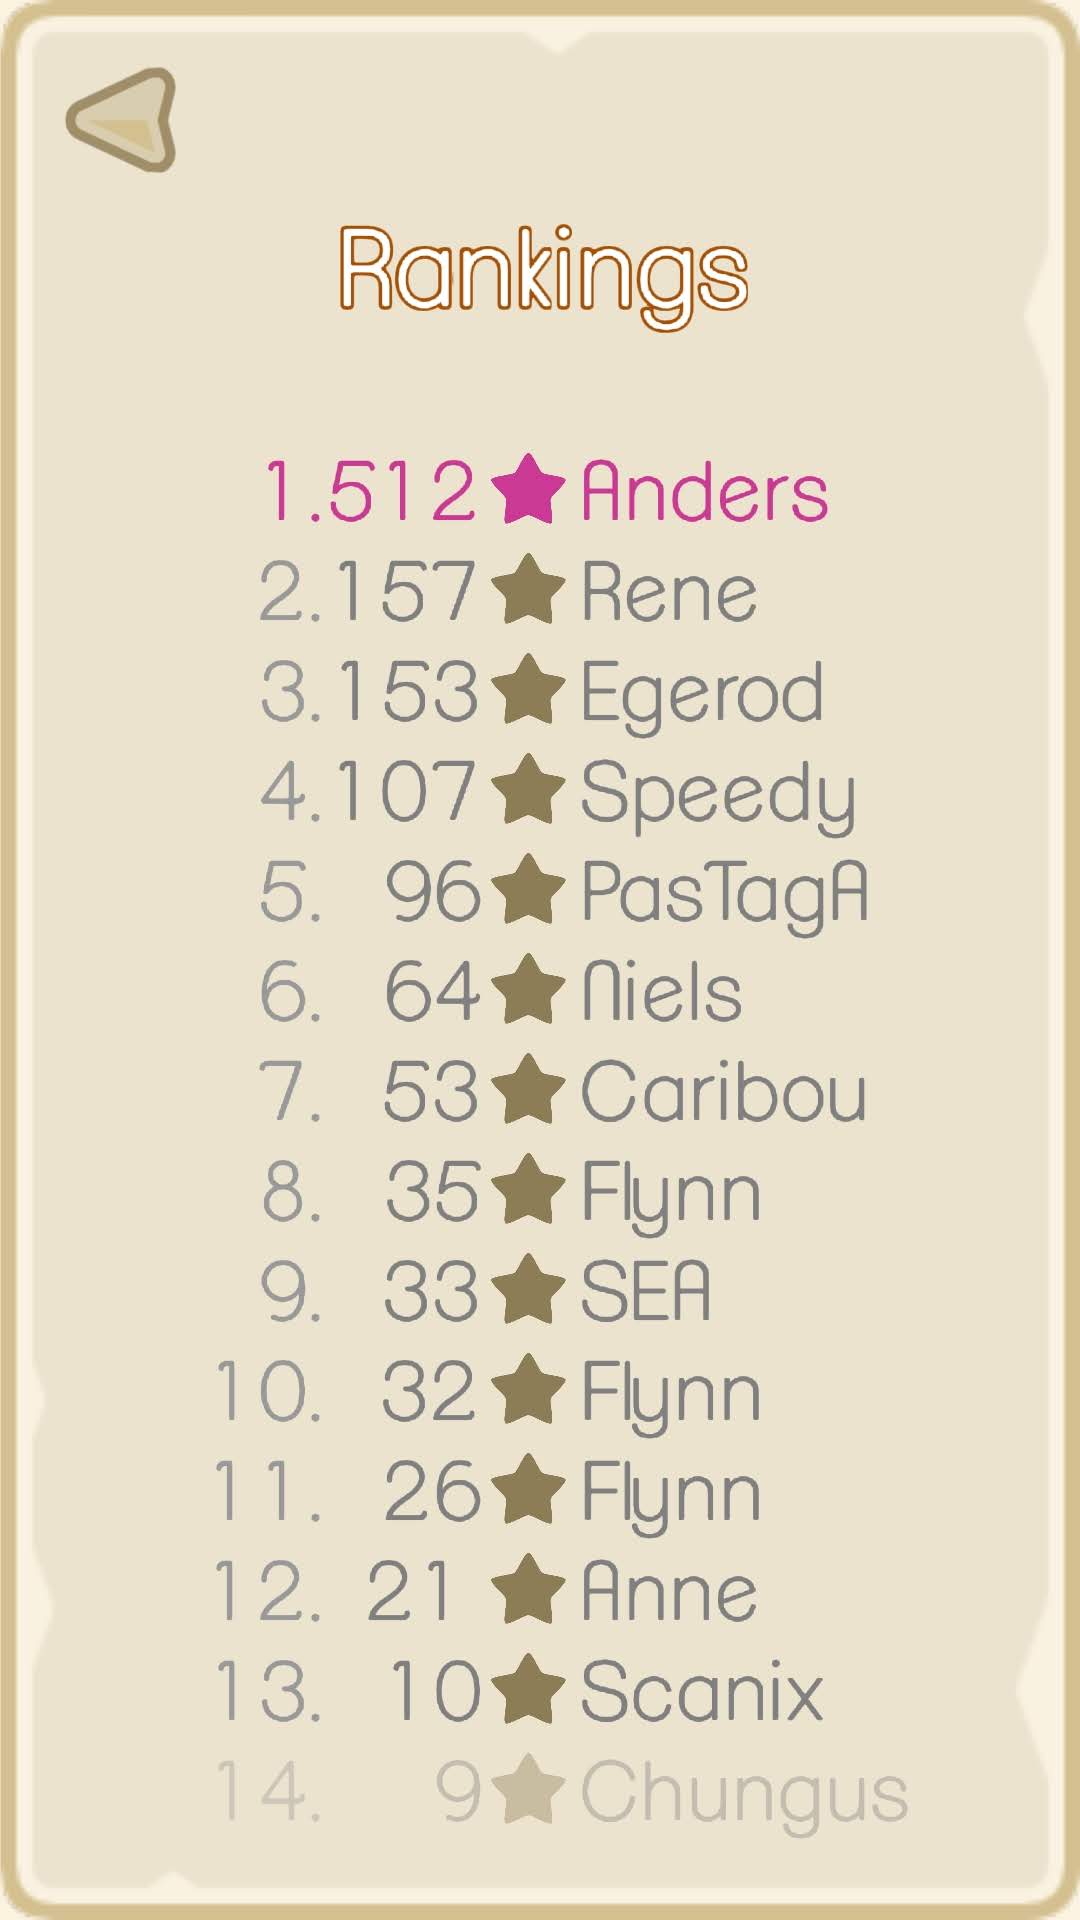 Rankings
1. 512 Anders
2. 157 Rene
3. 153 Egerod
4. 107 Speedy
5. 96 PasTagA
6. 64 Niels
7. 53 Caribou
8. 35 Flynn
9. 33 SEA
10. 32 Flynn
11. 26 Flynn
12. 21 Anne
13. 10 Scanix
14. 9 Chungus